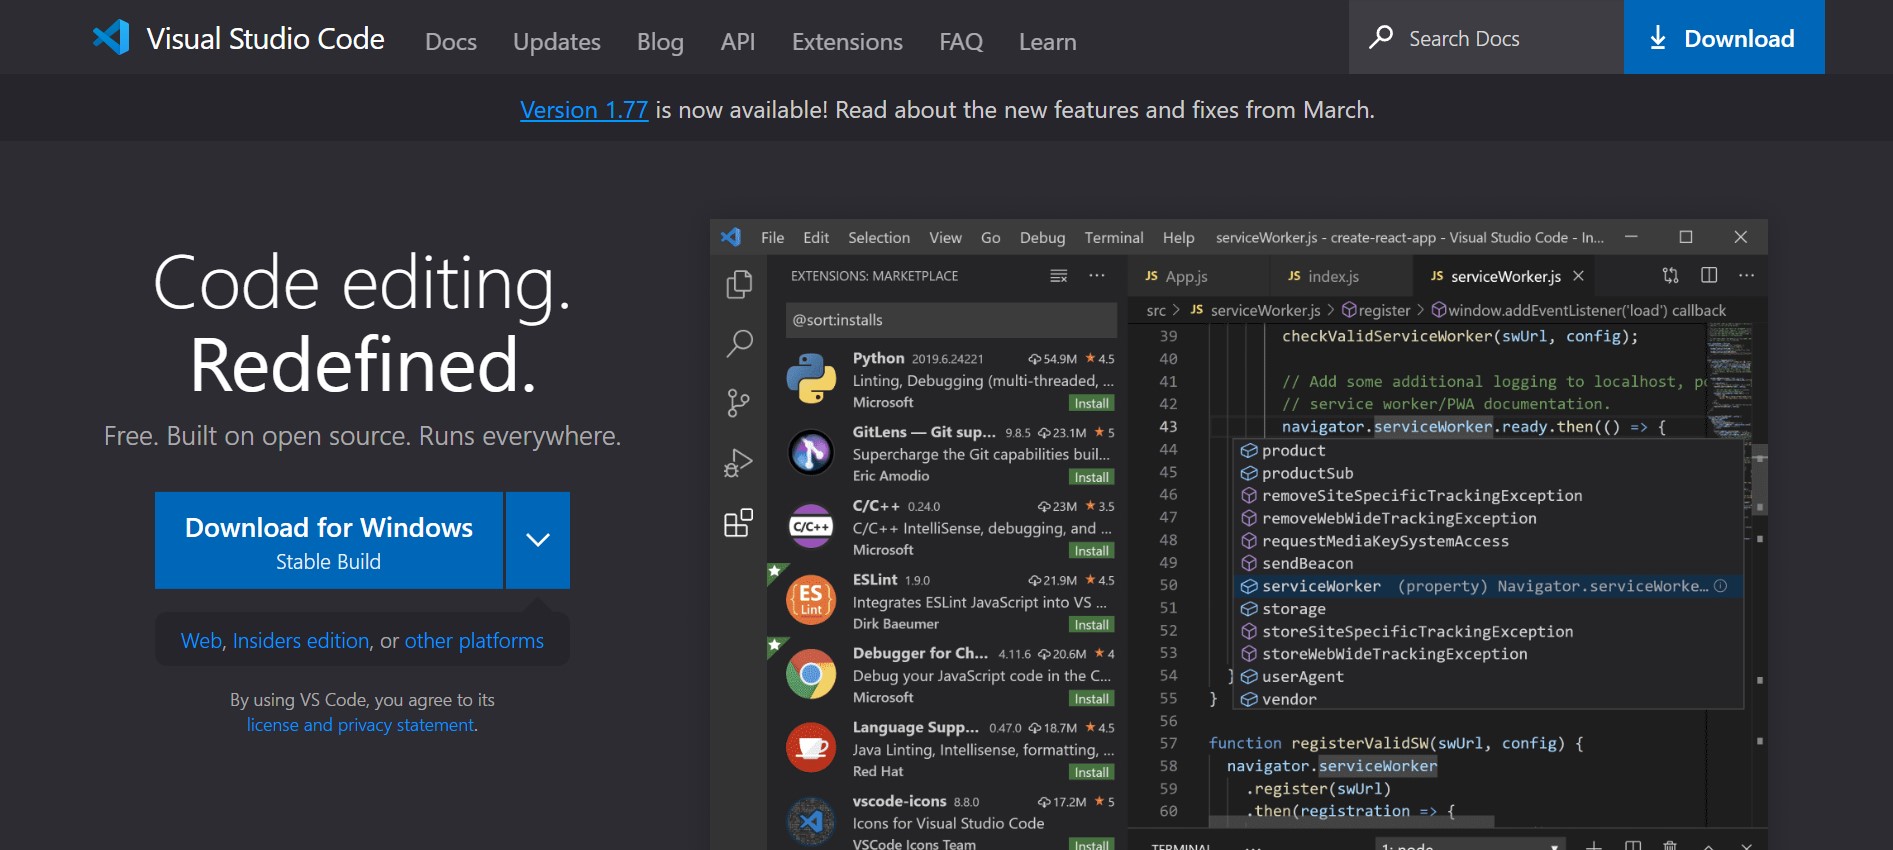 Visual Studio Code
Docs
Updates
Blog
API
Extensions
FAQ
Learn
Search Docs
Download
Version 1.77 is now available! Read about the new features and fixes from March.
Code editing.
Redefined.
Free. Built on open source. Runs everywhere.
Download for Windows
Stable Build
Web, Insiders edition, or other platforms
By using VS Code, you agree to its
license and privacy statement.
File Edit Selection View Go Debug Terminal Help serviceWorker.js - create-react-app - Visual Studio Code - In...
EXTENSIONS: MARKETPLACE
@sort:installs
Python 2019.6.24221 54.9M 4.5
Linting, Debugging (multi-threaded, ...
Microsoft Install
GitLens — Git sup... 9.8.5 23.1M 5
Supercharge the Git capabilities buil...
Eric Amodio Install
C/C++
C/C++ 0.24.0 23M 3.5
C/C++ IntelliSense, debugging, and ...
Microsoft Install
ES
Lint
ESLint 1.9.0 21.9M 4.5
Integrates ESLint JavaScript into VS ...
Dirk Baeumer Install
Debugger for Ch... 4.11.6 20.6M 4
Debug your JavaScript code in the C...
Microsoft Install
Language Supp... 0.47.0 18.7M 4.5
Java Linting, Intellisense, formatting, ...
Red Hat Install
vscode-icons 8.8.0 17.2M 5
Icons for Visual Studio Code
VSCode Icons Team Install
JS App.js JS index.js JS serviceWorker.js
src > JS serviceWorker.js > register > window.addEventListener('load') callback
39 checkValidServiceWorker(swUrl, config);
40
41 // Add some additional logging to localhost, po
42 // service worker/PWA documentation.
43 navigator.serviceWorker.ready.then(() => {
44 product
45 productSub
46 removeSiteSpecificTrackingException
47 removeWebWideTrackingException
48 requestMediaKeySystemAccess
49 sendBeacon
50 serviceWorker (property) Navigator.serviceWorke...
51 storage
52 storeSiteSpecificTrackingException
53 storeWebWideTrackingException
54 } userAgent
55 } vendor
56
57 function registerValidSW(swUrl, config) {
58 navigator.serviceWorker
59 .register(swUrl)
60 .then(registration => {
TERMINAL ... 1: node